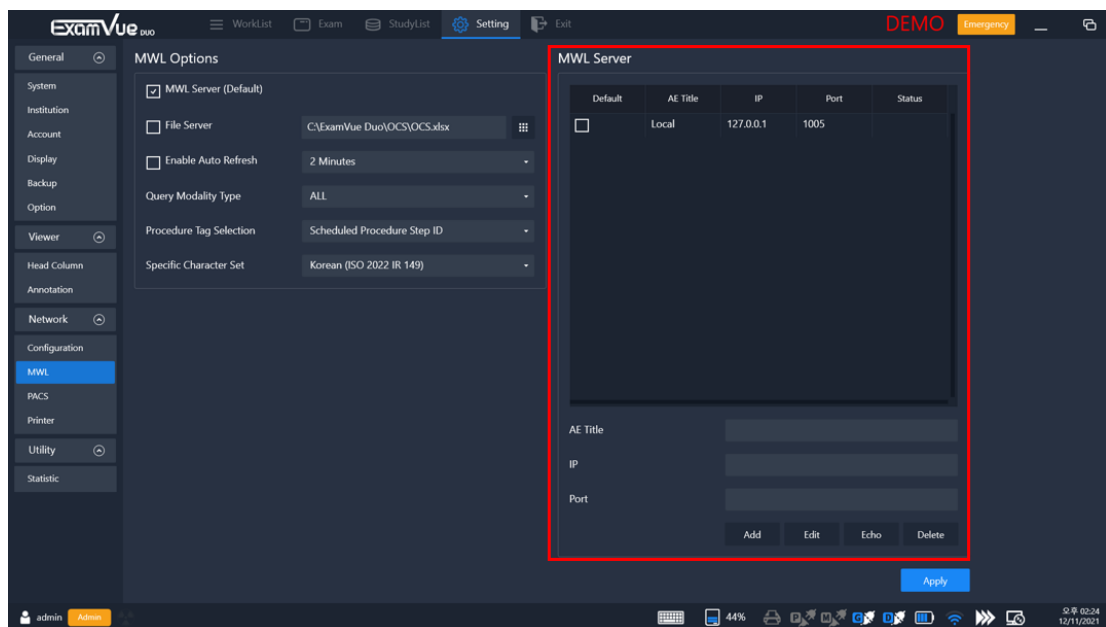 ExamVue DUO
WorkList
Exam
StudyList
Setting
Exit
DEMO
Emergency
General
System
Institution
Account
Display
Backup
Option
Viewer
Head Column
Annotation
Network
Configuration
MWL
PACS
Printer
Utility
Statistic
MWL Options
MWL Server (Default)
File Server C:\ExamVue Duo\OCS\OCS.xlsx
Enable Auto Refresh 2 Minutes
Query Modality Type ALL
Procedure Tag Selection Scheduled Procedure Step ID
Specific Character Set Korean (ISO 2022 IR 149)
MWL Server
Default AE Title IP Port Status
Local 127.0.0.1 1005
AE Title
IP
Port
Add Edit Echo Delete
Apply
admin Admin
44%
오후 02:24
12/11/2021